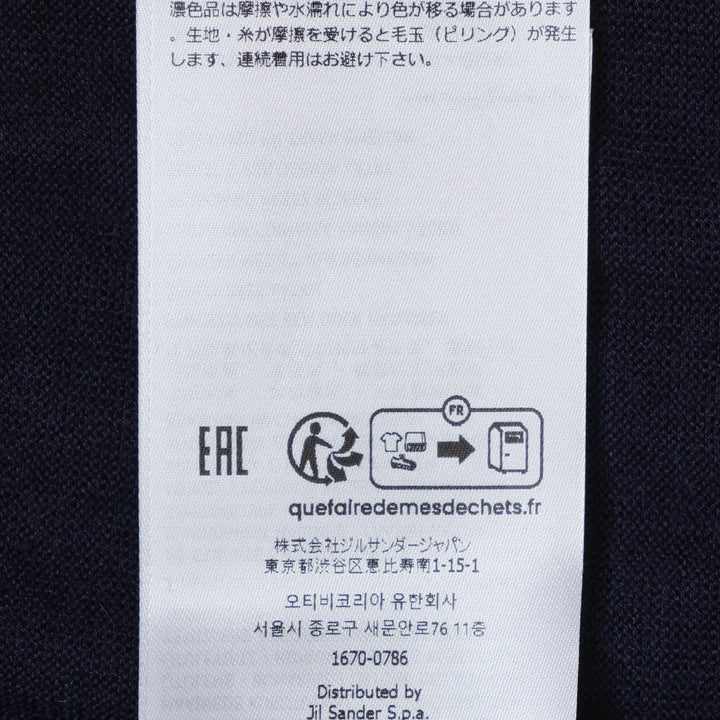 濃色品は摩擦や水濡れにより色が移る場合があります
。生地・糸が摩擦を受けると毛玉（ピリング）が発生
します、連続着用はお避け下さい。
EAC
FR
quefairedemesdechets.fr
株式会社ジルサンダージャパン
東京都渋谷区恵比寿南1-15-1
오티비코리아 유한회사
서울시 종로구 새문안로76 11층
1670-0786
Distributed by
Jil Sander S.p.a.